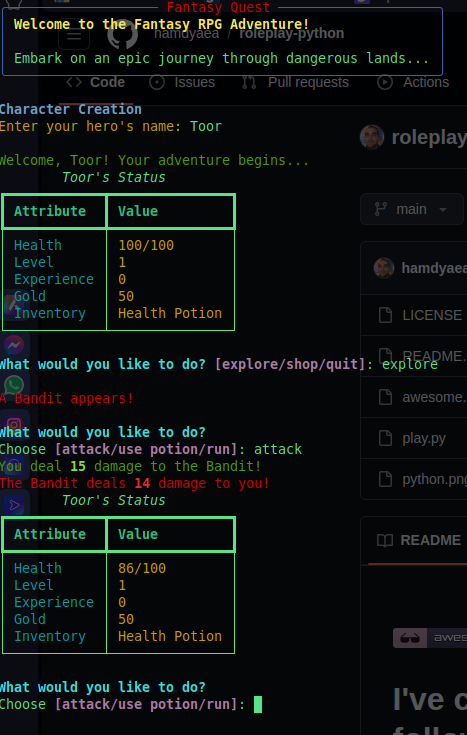 Fantasy Quest
Welcome to the Fantasy RPG Adventure!
hamdyaea / roleplay-python
Embark on an epic journey through dangerous lands...
Code Issues Pull requests Actions
Character Creation
Enter your hero's name: Toor
roleplay-
Welcome, Toor! Your adventure begins...
Toor's Status
Attribute Value
main
Health 100/100
Level 1
Experience 0
Gold 50
Inventory Health Potion
hamdyaea
LICENSE
README.
What would you like to do? [explore/shop/quit]: explore
A Bandit appears!
awesome.
What would you like to do?
play.py
Choose [attack/use potion/run]: attack
You deal 15 damage to the Bandit!
The Bandit deals 14 damage to you!
python.png
Toor's Status
Attribute Value
README
Health 86/100
Level 1
Experience 0
Gold 50
Inventory Health Potion
awes
What would you like to do?
Choose [attack/use potion/run]:
I've c